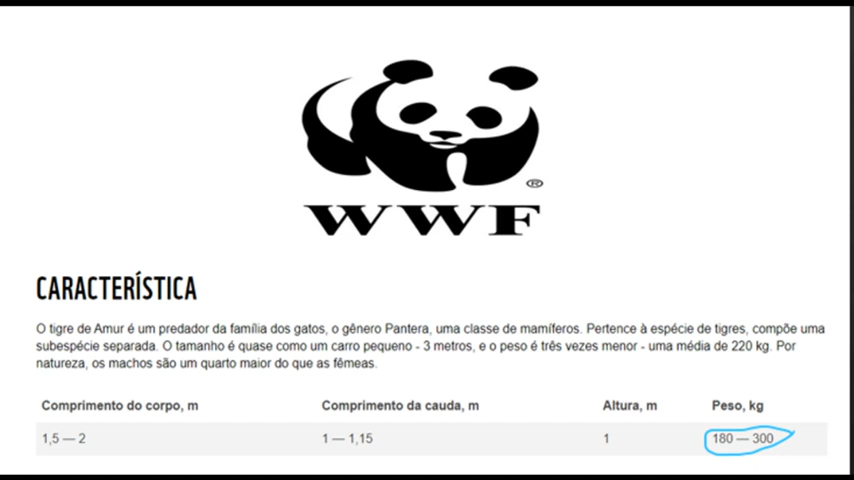 ®
WWF
CARACTERÍSTICA
O tigre de Amur é um predador da família dos gatos, o gênero Pantera, uma classe de mamíferos. Pertence à espécie de tigres, compõe uma
subespécie separada. O tamanho é quase como um carro pequeno - 3 metros, e o peso é três vezes menor - uma média de 220 kg. Por
natureza, os machos são um quarto maior do que as fêmeas.
Comprimento do corpo, m Comprimento da cauda, m Altura, m Peso, kg
1,5 — 2 1 — 1,15 1 180 — 300